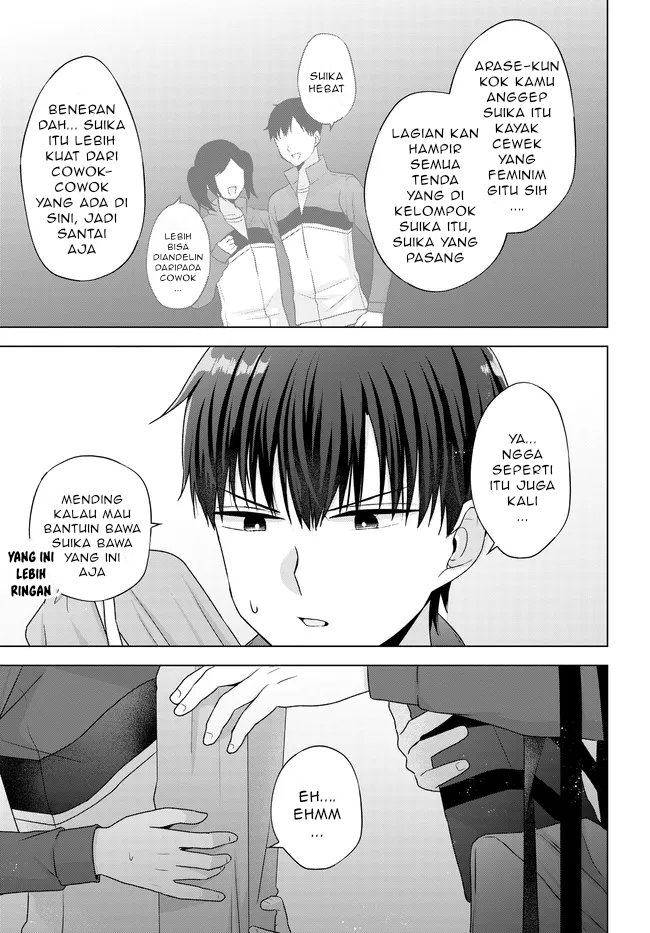 ARASE-KUN
KOK KAMU
ANGGEP
SUIKA ITU
KAYAK
CEWEK
YANG
FEMINIM
GITU SIH
....
LAGIAN KAN
HAMPIR
SEMUA
TENDA
YANG DI
KELOMPOK
SUIKA ITU,
SUIKA YANG
PASANG
SUIKA
HEBAT
LEBIH
BISA
DIANDELIN
DARIPADA
COWOK
...
BENERAN
DAH... SUIKA
ITU LEBIH
KUAT DARI
COWOK-
COWOK
YANG ADA DI
SINI, JADI
SANTAI
AJA
YA...
NGGA
SEPERTI
ITU JUGA
KALI
...
MENDING
KALAU MAU
BANTUIN BAWA
SUIKA BAWA
YANG INI
AJA
YANG INI
LEBIH
RINGAN
EH....
EHMM
...